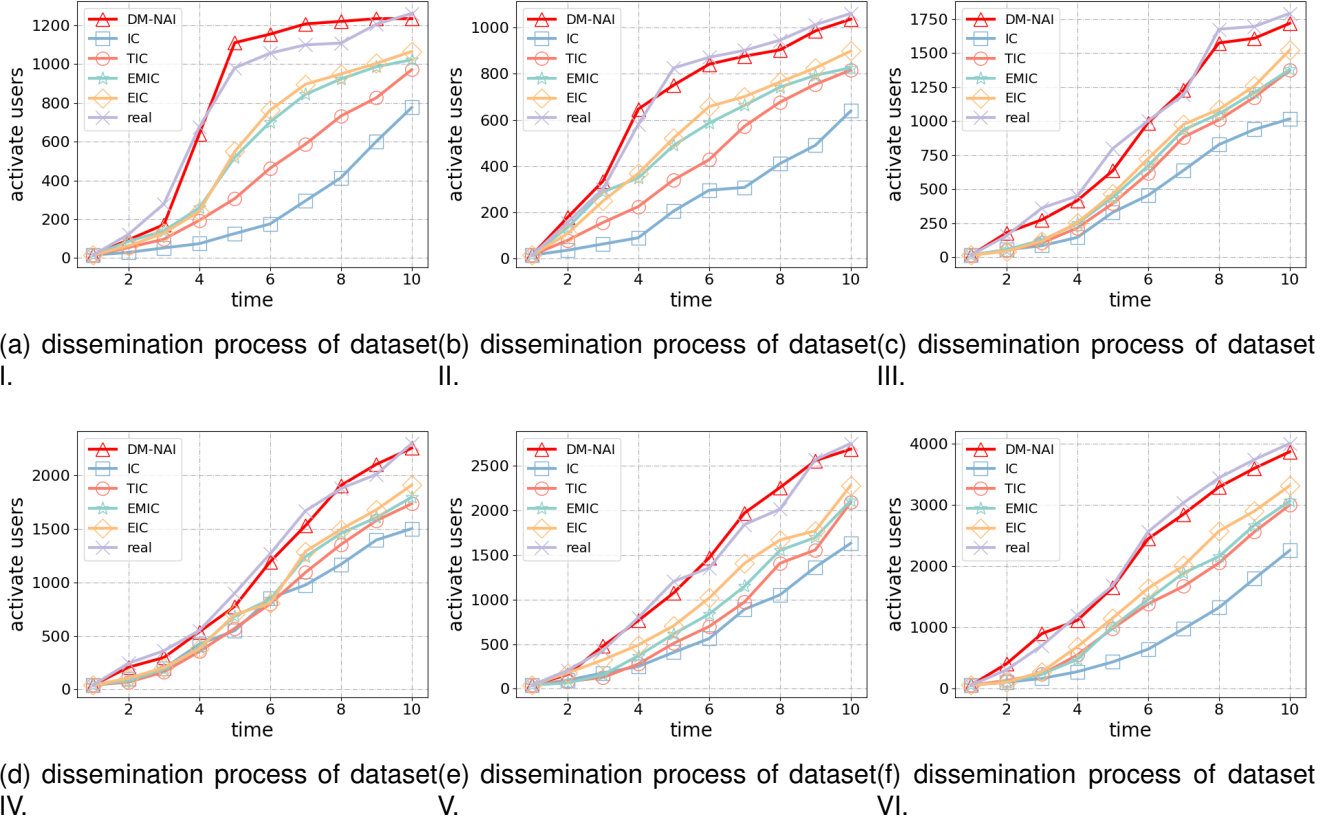 activate users
1200
1000
800
600
400
200
0
DM-NAI
IC
TIC
EMIC
EIC
real
2 4 6 8 10
time
activate users
1000
800
600
400
200
0
DM-NAI
IC
TIC
EMIC
EIC
real
2 4 6 8 10
time
activate users
1750
1500
1250
1000
750
500
250
0
DM-NAI
IC
TIC
EMIC
EIC
real
2 4 6 8 10
time
(a) dissemination process of dataset
I.
(b) dissemination process of dataset
II.
(c) dissemination process of dataset
III.
activate users
2000
1500
1000
500
0
DM-NAI
IC
TIC
EMIC
EIC
real
2 4 6 8 10
time
activate users
2500
2000
1500
1000
500
0
DM-NAI
IC
TIC
EMIC
EIC
real
2 4 6 8 10
time
activate users
4000
3000
2000
1000
0
DM-NAI
IC
TIC
EMIC
EIC
real
2 4 6 8 10
time
(d) dissemination process of dataset
IV.
(e) dissemination process of dataset
V.
(f) dissemination process of dataset
VI.